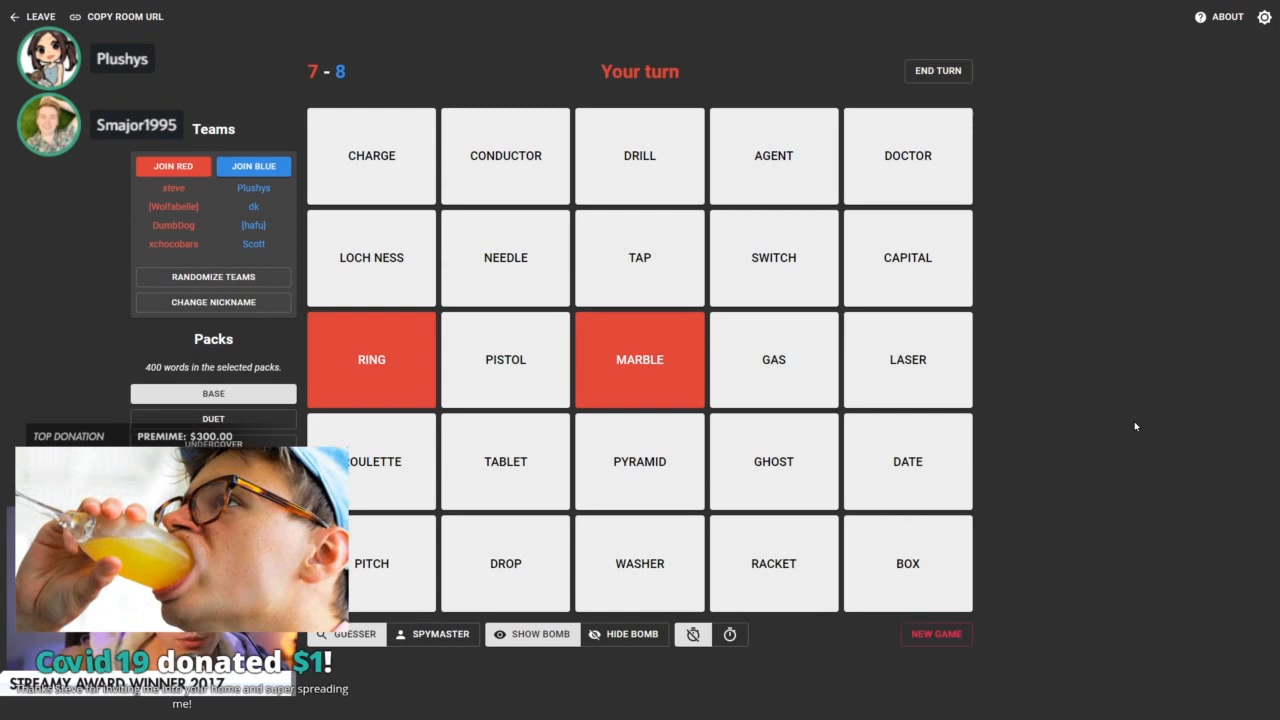 LEAVE
COPY ROOM URL
ABOUT
Plushys
Smajor1995
7 - 8
Your turn
END TURN
Teams
JOIN RED
JOIN BLUE
steve
Plushys
[Wolfabelle]
dk
DumbDog
[hafu]
xchocobars
Scott
RANDOMIZE TEAMS
CHANGE NICKNAME
Packs
400 words in the selected packs.
BASE
DUET
UNDERCOVER
TOP DONATION
PREMIME: $300.00
CHARGE
CONDUCTOR
DRILL
AGENT
DOCTOR
LOCH NESS
NEEDLE
TAP
SWITCH
CAPITAL
RING
PISTOL
MARBLE
GAS
LASER
OULETTE
TABLET
PYRAMID
GHOST
DATE
PITCH
DROP
WASHER
RACKET
BOX
GUESSER
SPYMASTER
SHOW BOMB
HIDE BOMB
NEW GAME
Covid19 donated $1!
STREAMY AWARD WINNER 2017
Thanks Steve for inviting me into your home and super spreading
me!